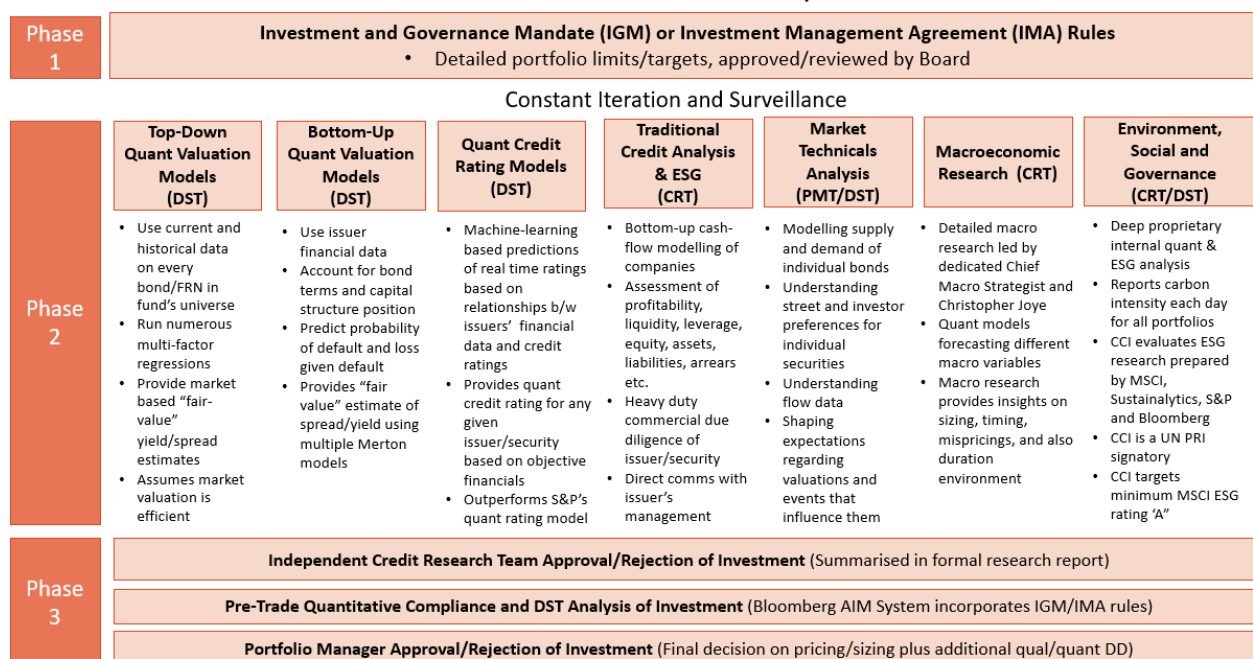 Phase
1
Investment and Governance Mandate (IGM) or Investment Management Agreement (IMA) Rules
• Detailed portfolio limits/targets, approved/reviewed by Board
Constant Iteration and Surveillance
Phase
2
Top-Down
Quant Valuation
Models
(DST)
• Use current and
historical data
on every
bond/FRN in
fund's universe
• Run numerous
multi-factor
regressions
• Provide market
based "fair-
value"
yield/spread
estimates
• Assumes market
valuation is
efficient
Bottom-Up
Quant Valuation
Models
(DST)
• Use issuer
financial data
• Account for bond
terms and capital
structure position
• Predict probability
of default and loss
given default
• Provides "fair
value" estimate of
spread/yield using
multiple Merton
models
Quant Credit
Rating Models
(DST)
• Machine-learning
based predictions
of real time ratings
based on
relationships b/w
issuers' financial
data and credit
ratings
• Provides quant
credit rating for any
given
issuer/security
based on objective
financials
• Outperforms S&P's
quant rating model
Traditional
Credit Analysis
& ESG
(CRT)
• Bottom-up cash-
flow modelling of
companies
• Assessment of
profitability,
liquidity, leverage,
equity, assets,
liabilities, arrears
etc.
• Heavy duty
commercial due
diligence of
issuer/security
• Direct comms with
issuer's
management
Market
Technicals
Analysis
(PMT/DST)
• Modelling supply
and demand of
individual bonds
• Understanding
street and investor
preferences for
individual
securities
• Understanding
flow data
• Shaping
expectations
regarding
valuations and
events that
influence them
Macroeconomic
Research (CRT)
• Detailed macro
research led by
dedicated Chief
Macro Strategist and
Christopher Joye
• Quant models
forecasting different
macro variables
• Macro research
provides insights on
sizing, timing,
mispricings, and also
duration
environment
Environment,
Social and
Governance
(CRT/DST)
• Deep proprietary
internal quant &
ESG analysis
• Reports carbon
intensity each day
for all portfolios
• CCI evaluates ESG
research prepared
by MSCI,
Sustainalytics, S&P
and Bloomberg
• CCI is a UN PRI
signatory
• CCI targets
minimum MSCI ESG
rating 'A"
Phase
3
Independent Credit Research Team Approval/Rejection of Investment (Summarised in formal research report)
Pre-Trade Quantitative Compliance and DST Analysis of Investment (Bloomberg AIM System incorporates IGM/IMA rules)
Portfolio Manager Approval/Rejection of Investment (Final decision on pricing/sizing plus additional qual/quant DD)